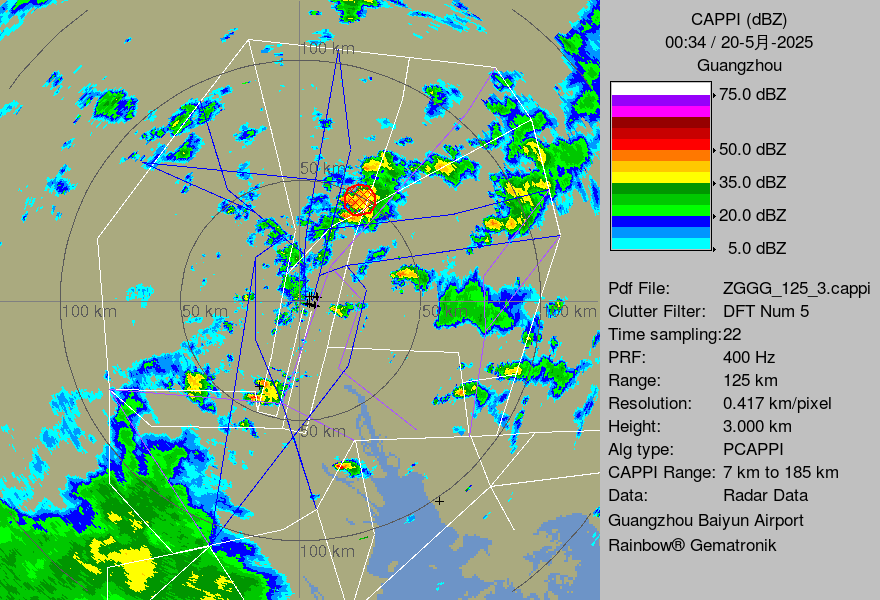 CAPPI (dBZ)
00:34 / 20-5月-2025
Guangzhou
75.0 dBZ
50.0 dBZ
35.0 dBZ
20.0 dBZ
5.0 dBZ
Pdf File: ZGGG_125_3.cappi
Clutter Filter: DFT Num 5
Time sampling:22
PRF: 400 Hz
Range: 125 km
Resolution: 0.417 km/pixel
Height: 3.000 km
Alg type: PCAPPI
CAPPI Range: 7 km to 185 km
Data: Radar Data
Guangzhou Baiyun Airport
Rainbow® Gematronik
100 km
50 km
100 km
50 km
50 km
100 km
50 km
100 km